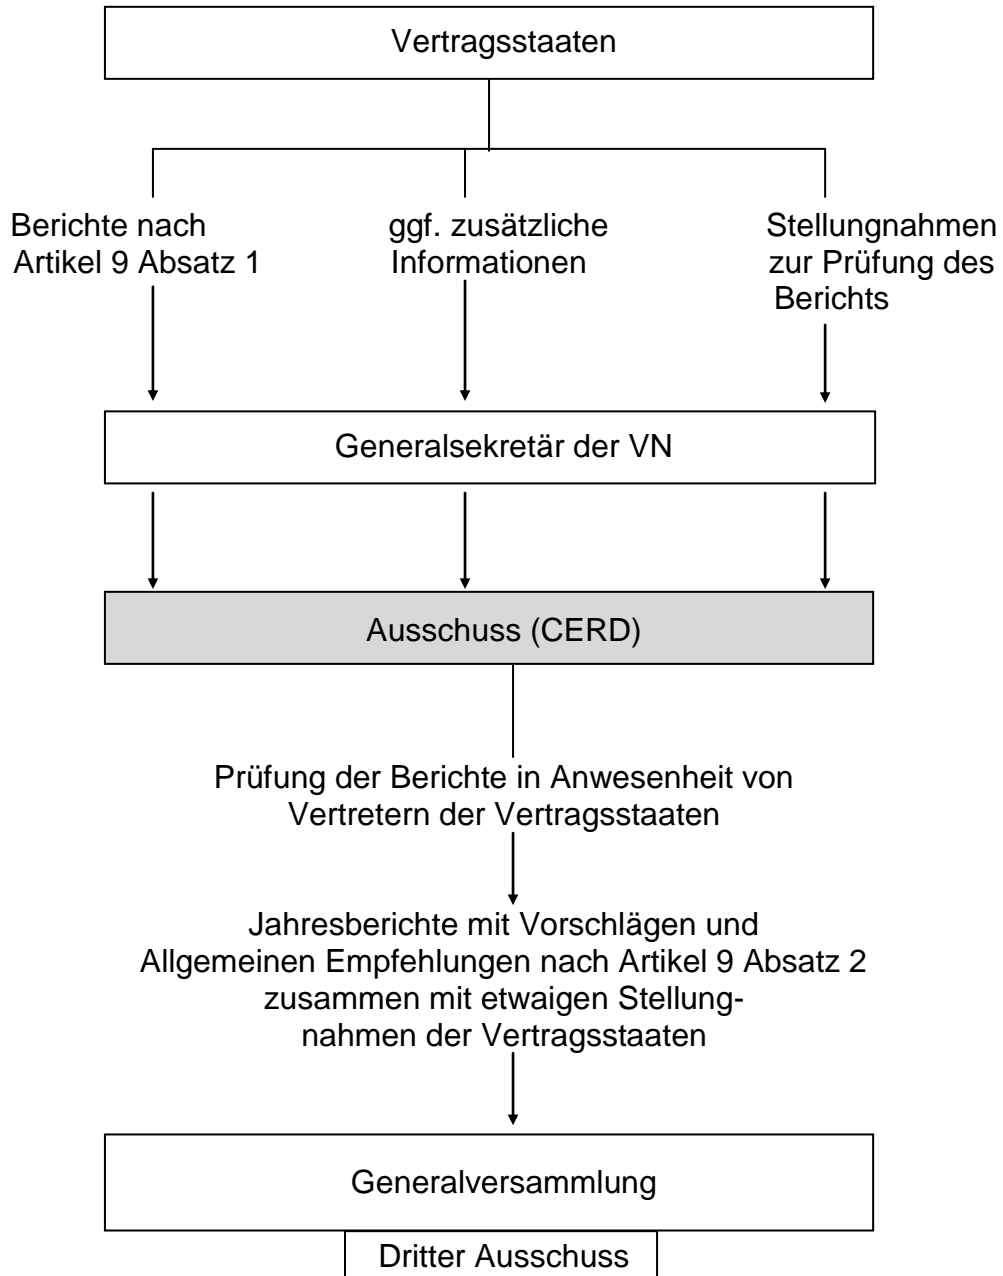 Vertragsstaaten
Berichte nach
Artikel 9 Absatz 1
ggf. zusätzliche
Informationen
Stellungnahmen
zur Prüfung des
Berichts
Generalsekretär der VN
Ausschuss (CERD)
Prüfung der Berichte in Anwesenheit von
Vertretern der Vertragsstaaten
Jahresberichte mit Vorschlägen und
Allgemeinen Empfehlungen nach Artikel 9 Absatz 2
zusammen mit etwaigen Stellung-
nahmen der Vertragsstaaten
Generalversammlung
Dritter Ausschuss